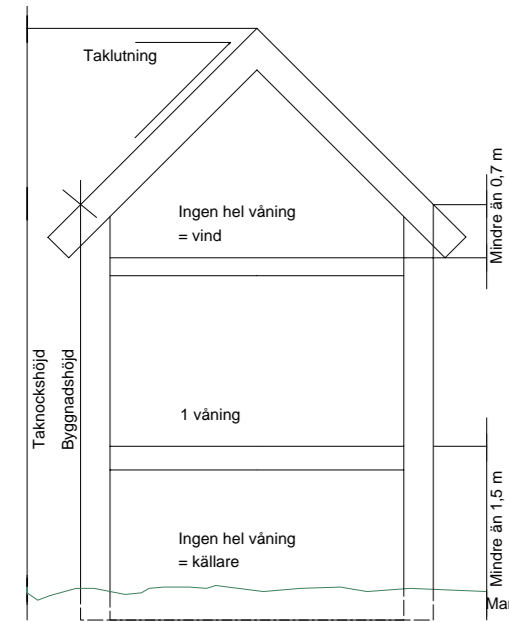 Taklutning
Mindre än 0,7 m
Ingen hel våning
= vind
Taknockshöjd
Byggnadshöjd
1 våning
Mindre än 1,5 m
Ingen hel våning
= källare
Mar